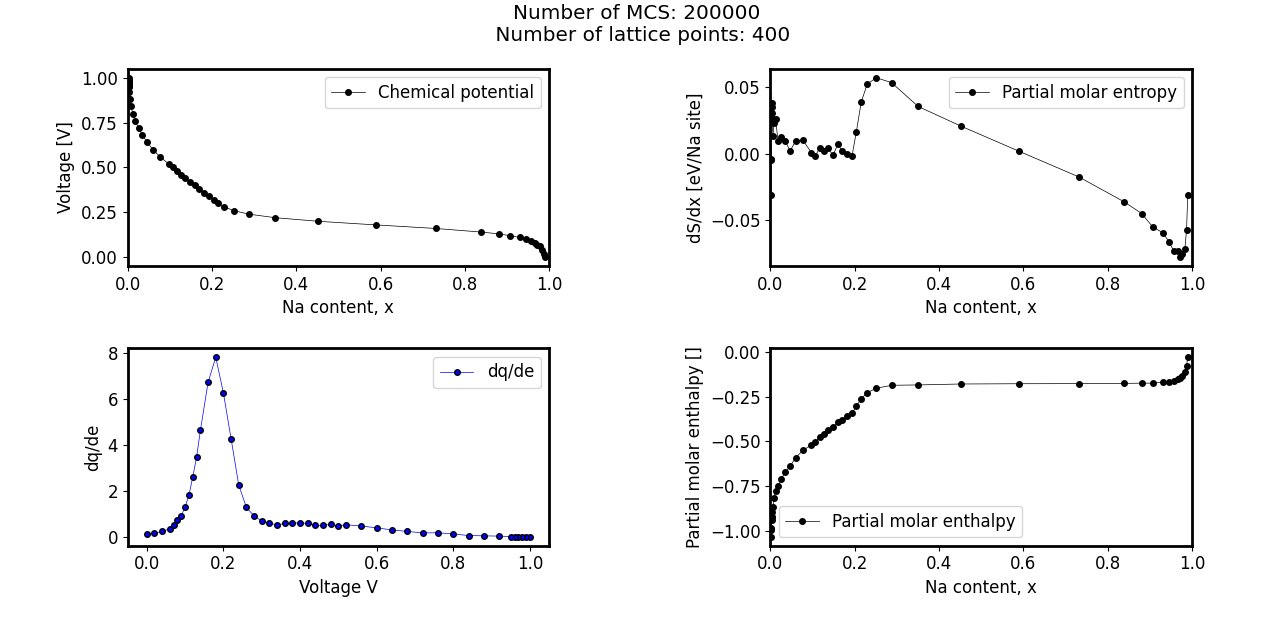 Number of MCS: 200000
Number of lattice points: 400
1.00
0.75
0.50
0.25
0.00
Voltage [V]
Chemical potential
0.0 0.2 0.4 0.6 0.8 1.0
Na content, x
0.05
0.00
−0.05
dS/dx [eV/Na site]
Partial molar entropy
0.0 0.2 0.4 0.6 0.8 1.0
Na content, x
8
6
4
2
0
dq/de
dq/de
0.0 0.2 0.4 0.6 0.8 1.0
Voltage V
0.00
−0.25
−0.50
−0.75
−1.00
Partial molar enthalpy []
Partial molar enthalpy
0.0 0.2 0.4 0.6 0.8 1.0
Na content, x